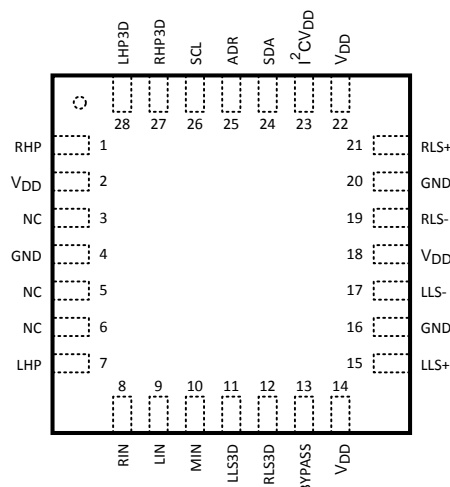 LHP3D
RHP3D
SCL
ADR
SDA
I²CVDD
VDD
28 27 26 25 24 23 22
RHP 1
VDD 2
NC 3
GND 4
NC 5
NC 6
LHP 7
21 RLS+
20 GND
19 RLS-
18 VDD
17 LLS-
16 GND
15 LLS+
8 9 10 11 12 13 14
RIN
LIN
MIN
LLS3D
RLS3D
VDD